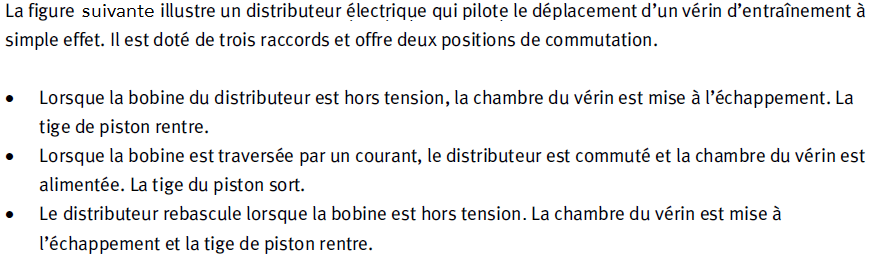 La figure suivante illustre un distributeur électrique qui pilote le déplacement d’un vérin d’entraînement à
simple effet. Il est doté de trois raccords et offre deux positions de commutation.
• Lorsque la bobine du distributeur est hors tension, la chambre du vérin est mise à l’échappement. La
tige de piston rentre.
• Lorsque la bobine est traversée par un courant, le distributeur est commuté et la chambre du vérin est
alimentée. La tige du piston sort.
• Le distributeur rebascule lorsque la bobine est hors tension. La chambre du vérin est mise à
l’échappement et la tige de piston rentre.